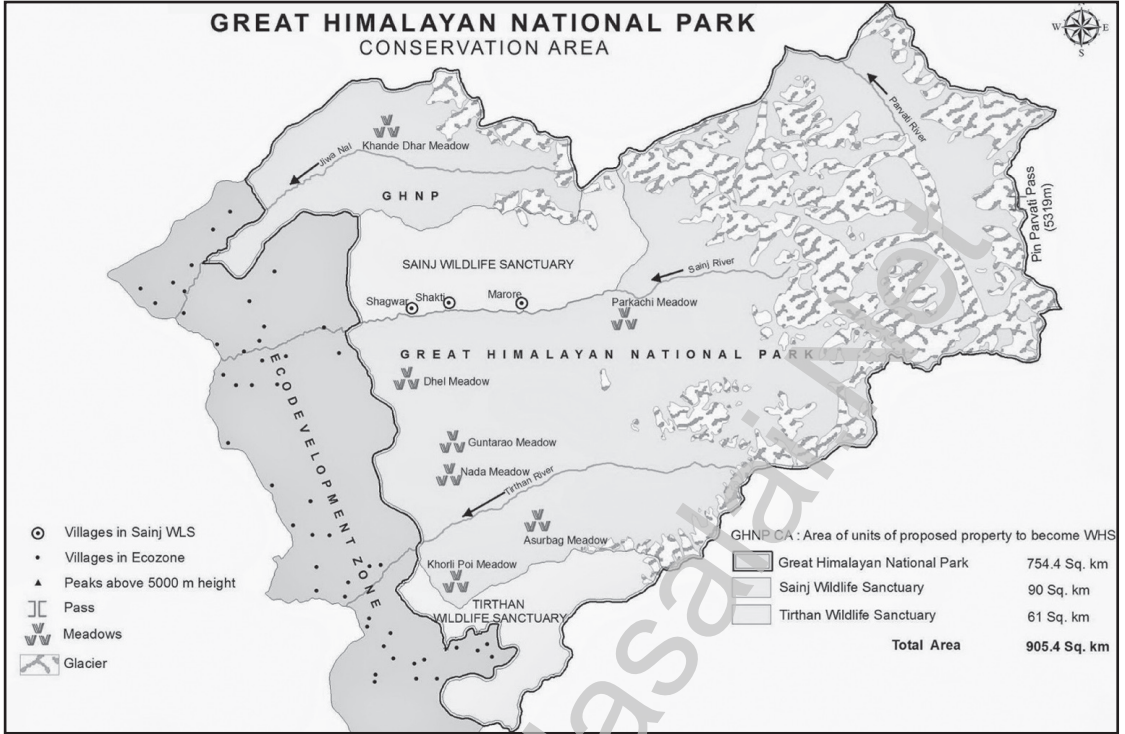 GREAT HIMALAYAN NATIONAL PARK
CONSERVATION AREA
N
W
E
S
Parvati River
Khande Dhar Meadow
Jiwa Nal
GHNP
Pin Parvati Pass
(5319m)
SAINJ WILDLIFE SANCTUARY
Sainj River
Shagwar
Shakti
Marore
Parkachi Meadow
GREAT HIMALAYAN NATIONAL PARK
Dhel Meadow
ECODEVELOPMENT ZONE
Guntarao Meadow
Nada Meadow
Tirthan River
Asurbag Meadow
Khorli Poi Meadow
TIRTHAN
WILDLIFE SANCTUARY
Villages in Sainj WLS
Villages in Ecozone
Peaks above 5000 m height
Pass
Meadows
Glacier
GHNP CA : Area of units of proposed property to become WHS
Great Himalayan National Park 754.4 Sq. km
Sainj Wildlife Sanctuary 90 Sq. km
Tirthan Wildlife Sanctuary 61 Sq. km
Total Area 905.4 Sq. km